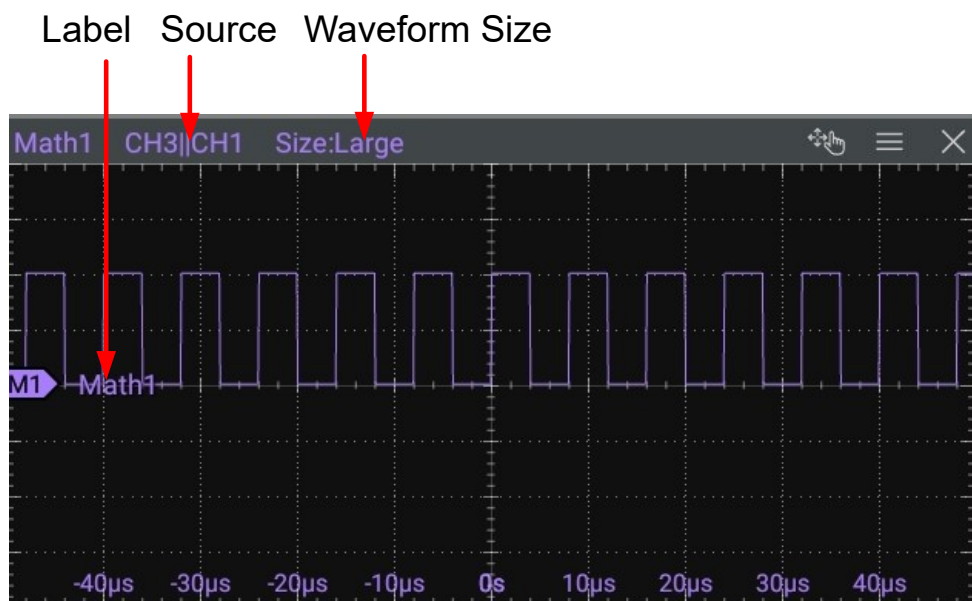 Label Source Waveform Size
Math1 CH3||CH1 Size:Large
M1 Math1
-40µs -30µs -20µs -10µs 0s 10µs 20µs 30µs 40µs